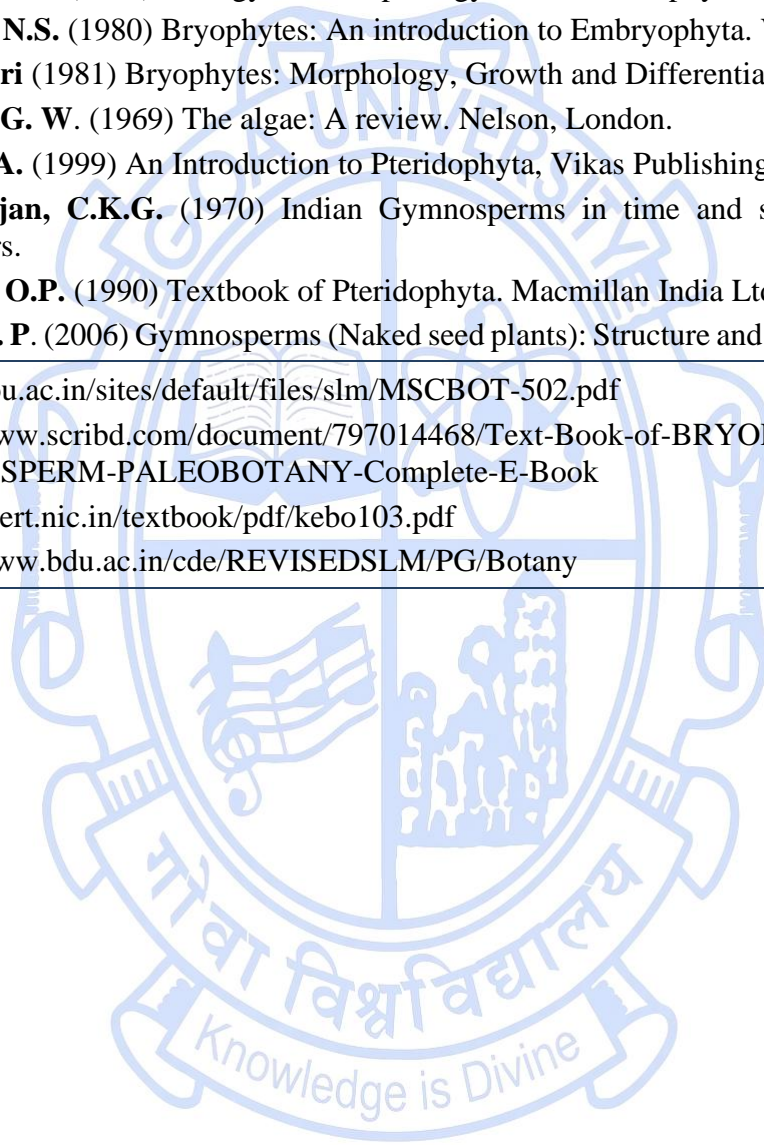 N.S. (1980) Bryophytes: An introduction to Embryophyta.
ri (1981) Bryophytes: Morphology, Growth and Differentia
G. W. (1969) The algae: A review. Nelson, London.
A. (1999) An Introduction to Pteridophyta, Vikas Publishing
jan, C.K.G. (1970) Indian Gymnosperms in time and s
rs.
O.P. (1990) Textbook of Pteridophyta. Macmillan India Ltd
. P. (2006) Gymnosperms (Naked seed plants): Structure and
ou.ac.in/sites/default/files/slm/MSCBOT-502.pdf
ww.scribd.com/document/797014468/Text-Book-of-BRYO
SPERM-PALEOBOTANY-Complete-E-Book
ert.nic.in/textbook/pdf/kebo103.pdf
ww.bdu.ac.in/cde/REVISEDSLM/PG/Botany
GOA UNIVERSITY
गोंवा विश्वविद्यालय
Knowledge is Divine